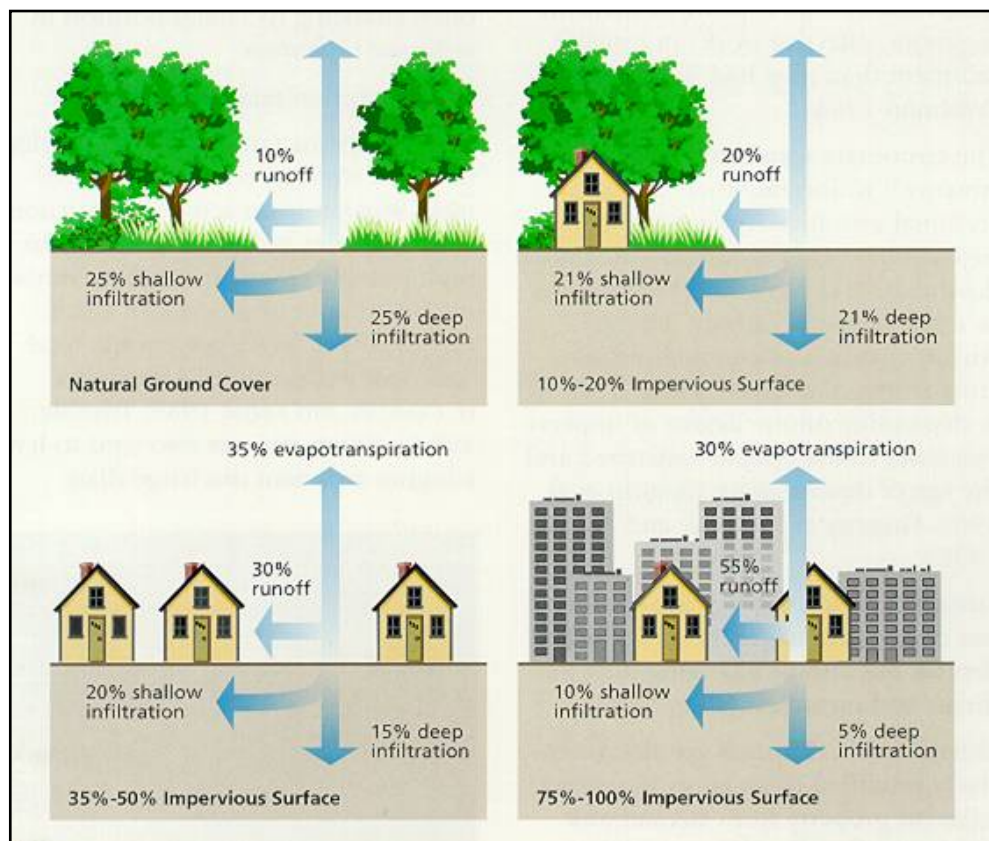 10%
runoff
25% shallow
infiltration
25% deep
infiltration
Natural Ground Cover
20%
runoff
21% shallow
infiltration
21% deep
infiltration
10%-20% Impervious Surface
35% evapotranspiration
30%
runoff
20% shallow
infiltration
15% deep
infiltration
35%-50% Impervious Surface
30% evapotranspiration
55%
runoff
10% shallow
infiltration
5% deep
infiltration
75%-100% Impervious Surface